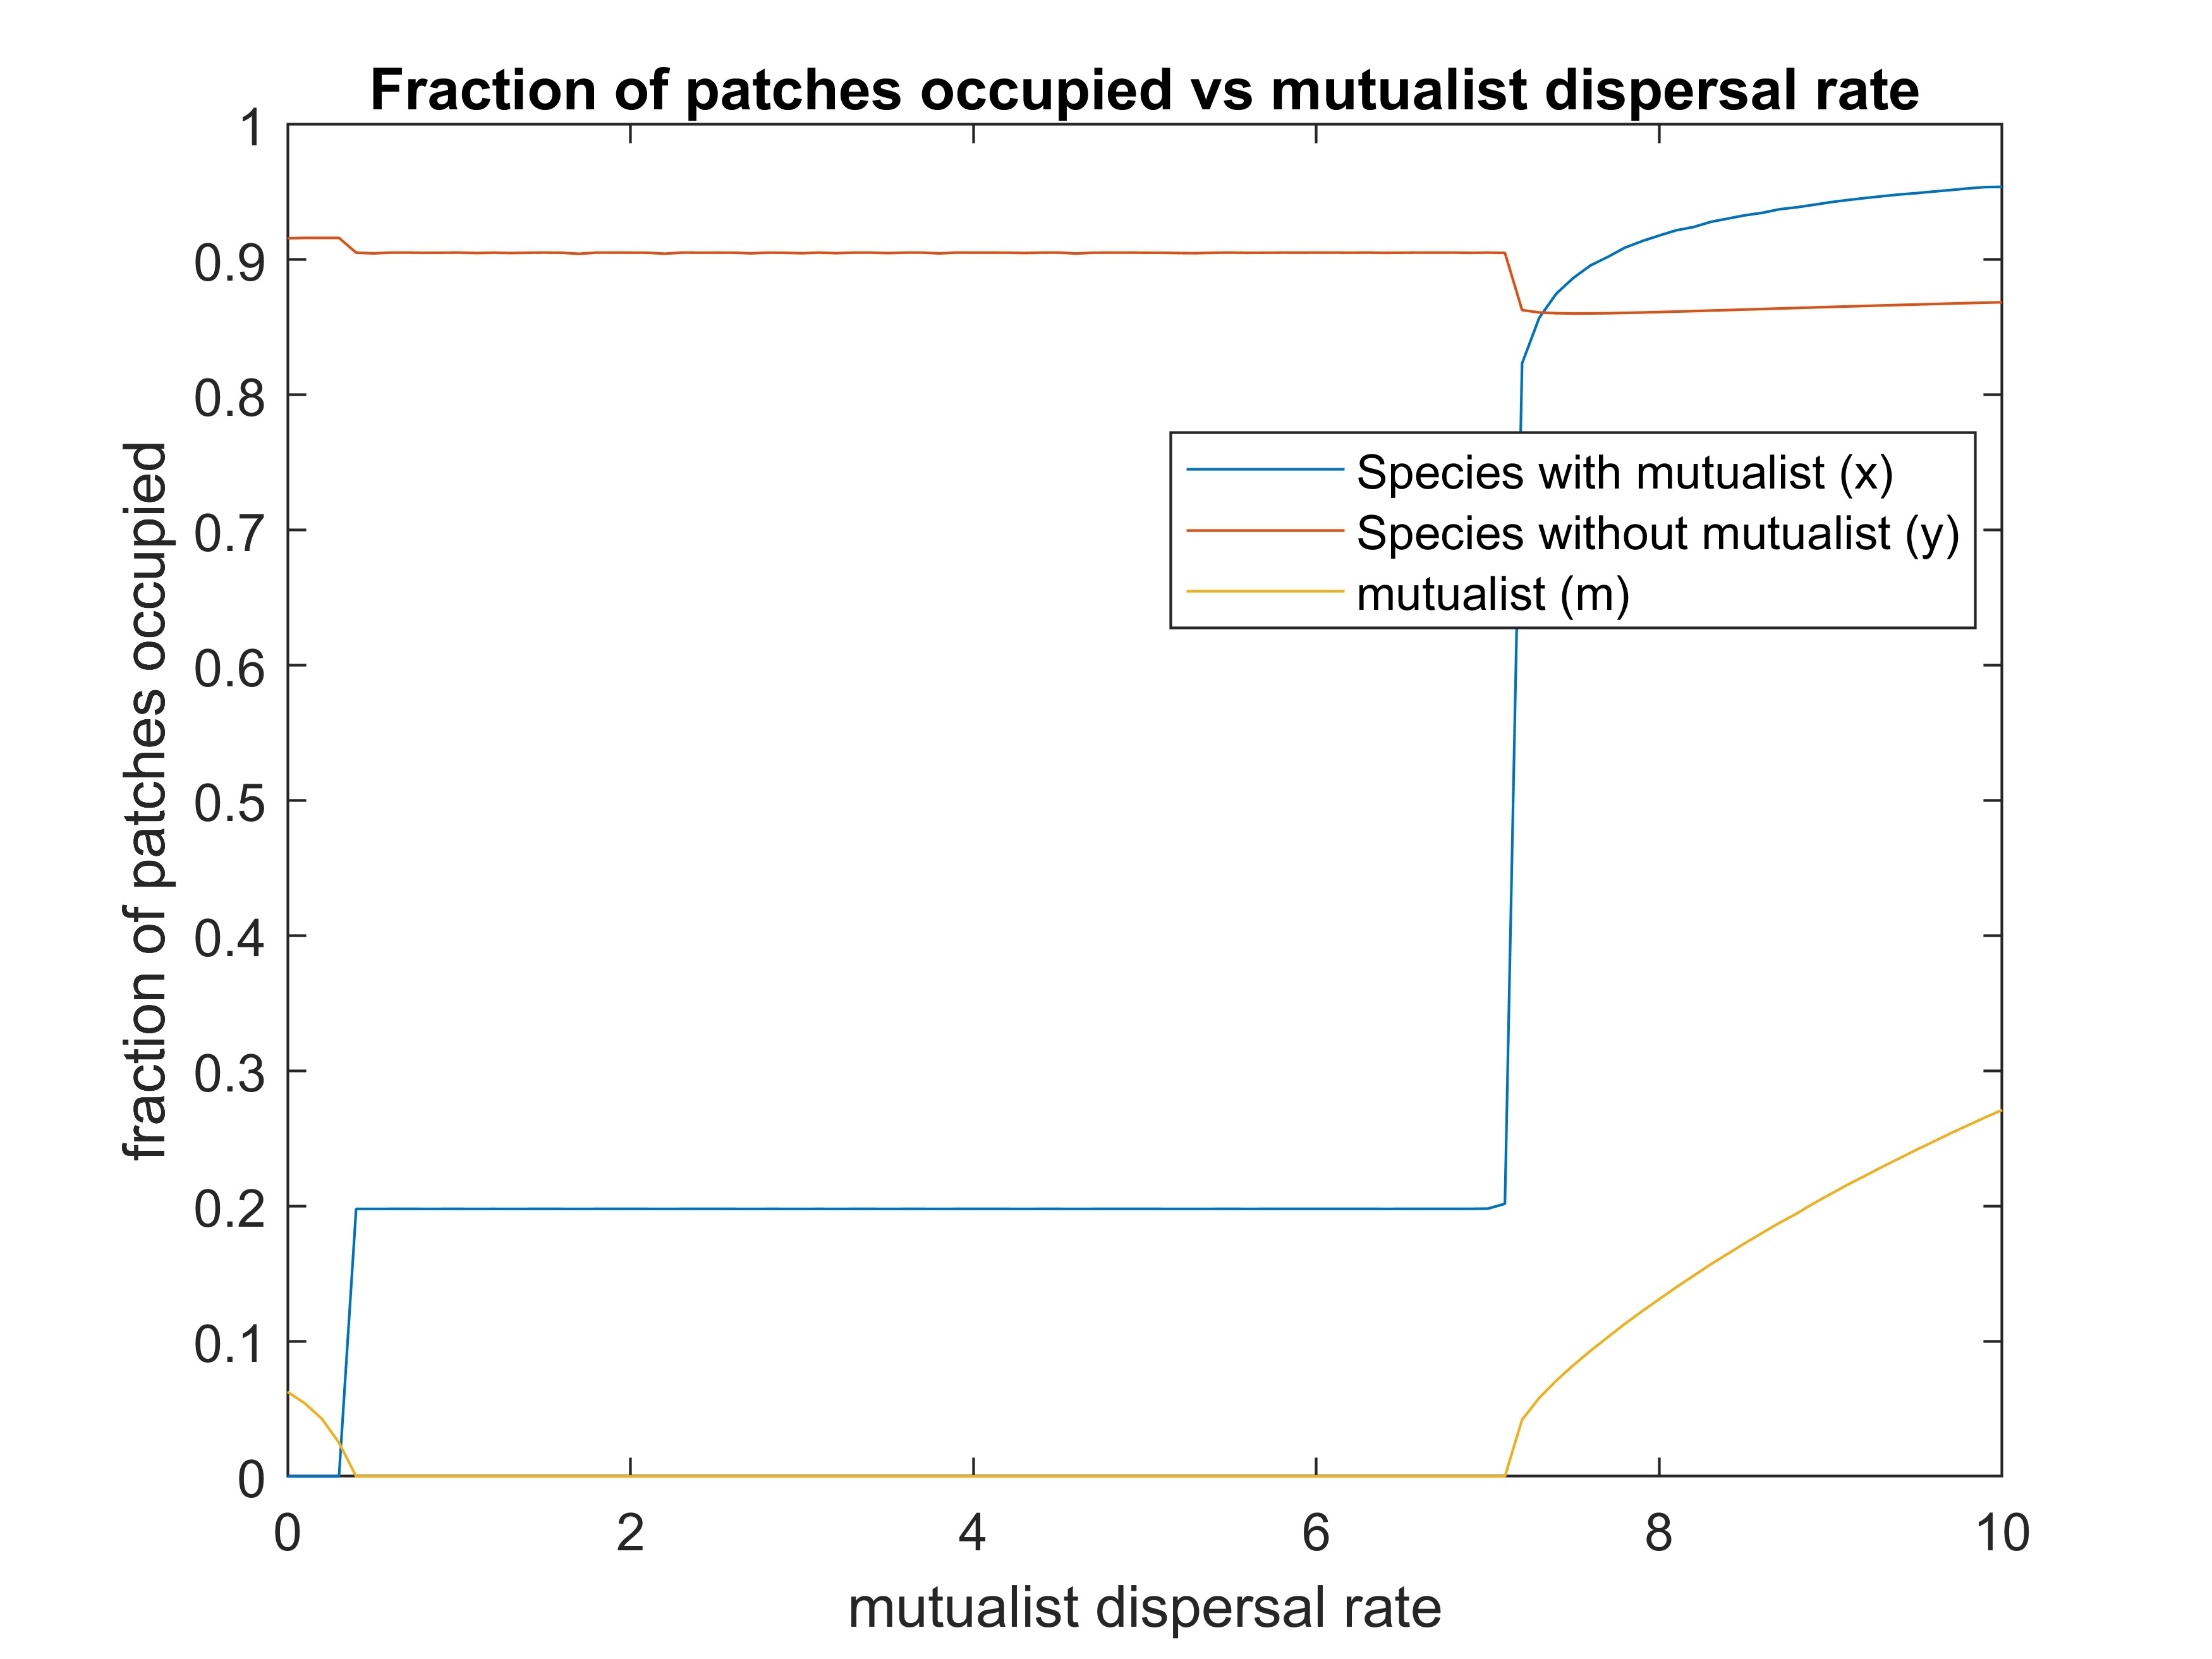 Fraction of patches occupied vs mutualist dispersal rate
1
0.9
0.8
0.7
0.6
0.5
0.4
0.3
0.2
0.1
0
fraction of patches occupied
Species with mutualist (x)
Species without mutualist (y)
mutualist (m)
0 2 4 6 8 10
mutualist dispersal rate